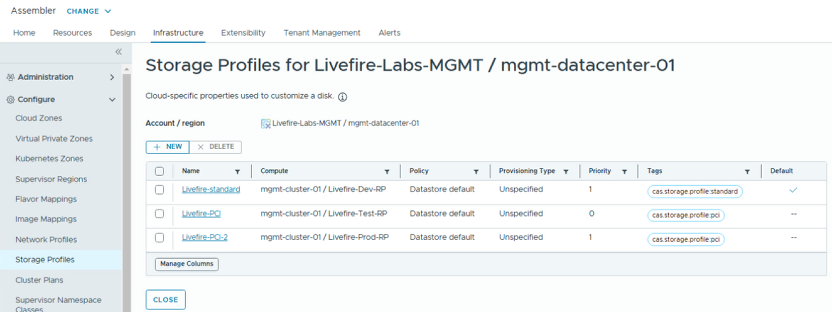 Assembler CHANGE
Home Resources Design Infrastructure Extensibility Tenant Management Alerts
«
Administration
Configure
Cloud Zones
Virtual Private Zones
Kubernetes Zones
Supervisor Regions
Flavor Mappings
Image Mappings
Network Profiles
Storage Profiles
Cluster Plans
Supervisor Namespace
Classes
Storage Profiles for Livefire-Labs-MGMT / mgmt-datacenter-01
Cloud-specific properties used to customize a disk.
Account / region Livefire-Labs-MGMT / mgmt-datacenter-01
+ NEW × DELETE
Name Compute Policy Provisioning Type Priority Tags Default
Livefire-standard mgmt-cluster-01 / Livefire-Dev-RP Datastore default Unspecified 1 cas.storage.profile:standard
Livefire-PCI mgmt-cluster-01 / Livefire-Test-RP Datastore default Unspecified 0 cas.storage.profile:pci --
Livefire-PCI-2 mgmt-cluster-01 / Livefire-Prod-RP Datastore default Unspecified 1 cas.storage.profile:pci --
Manage Columns
CLOSE